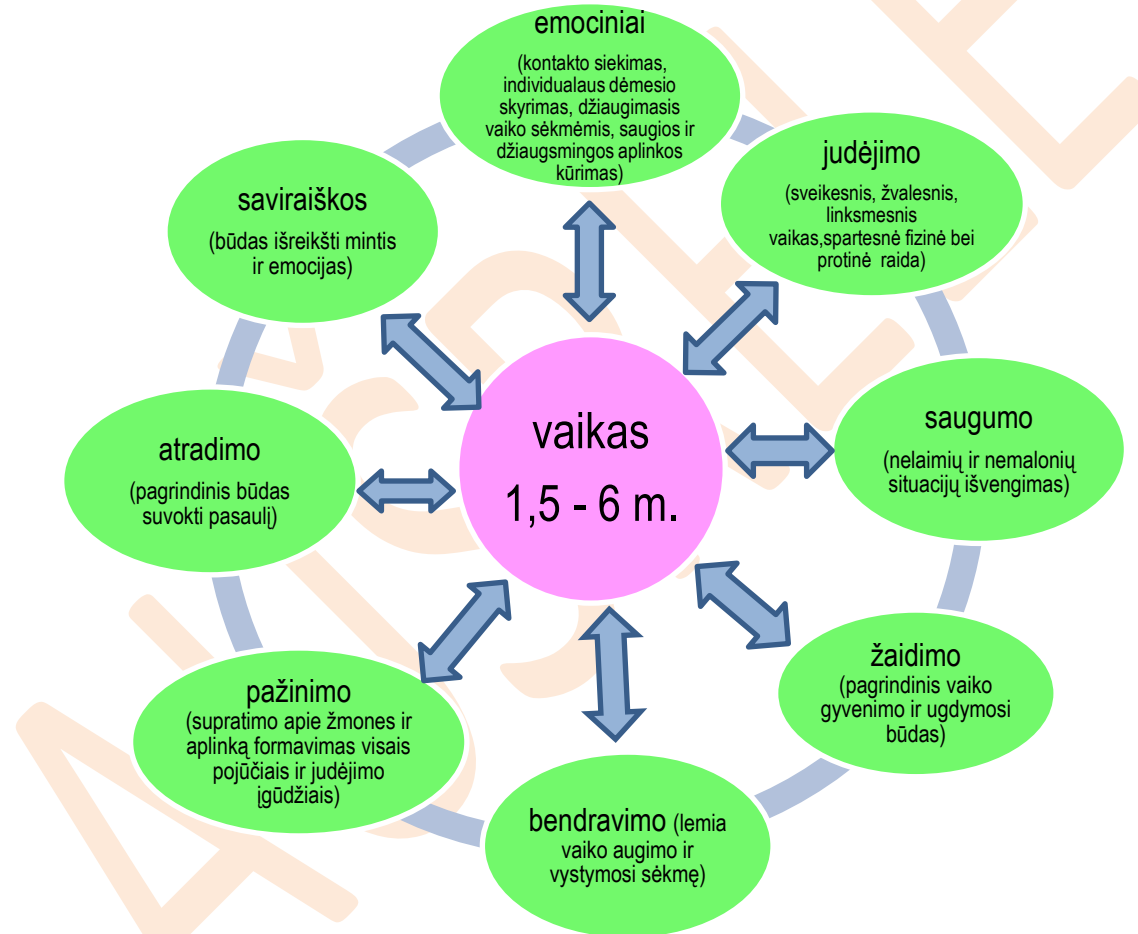 emociniai
(kontakto siekimas,
individualaus dėmesio
skyrimas, džiaugimasis
vaiko sėkmėmis, saugios ir
džiaugsmingos aplinkos
kūrimas)
judėjimo
(sveikesnis, žvalesnis,
linksmesnis
vaikas,spartesnė fizinė bei
protinė raida)
saugumo
(nelaimių ir nemalonių
situacijų išvengimas)
žaidimo
(pagrindinis vaiko
gyvenimo ir ugdymosi
būdas)
bendravimo (lemia
vaiko augimo ir
vystymosi sėkmę)
pažinimo
(supratimo apie žmones ir
aplinką formavimas visais
pojūčiais ir judėjimo
įgūdžiais)
atradimo
(pagrindinis būdas
suvokti pasaulį)
saviraiškos
(būdas išreikšti mintis
ir emocijas)
vaikas
1,5 - 6 m.